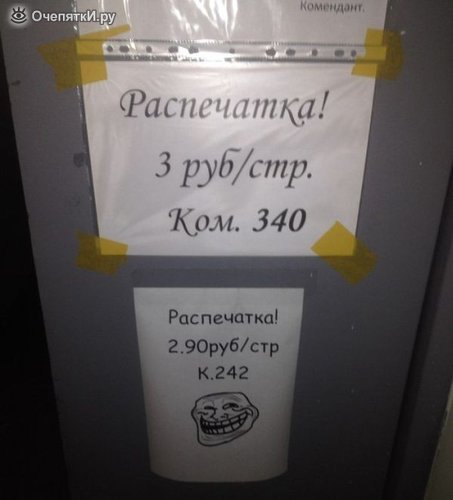 ОчепяткИ.ру
Комендант.
Распечатка!
3 руб/стр.
Ком. 340
Распечатка!
2.90руб/стр
К.242